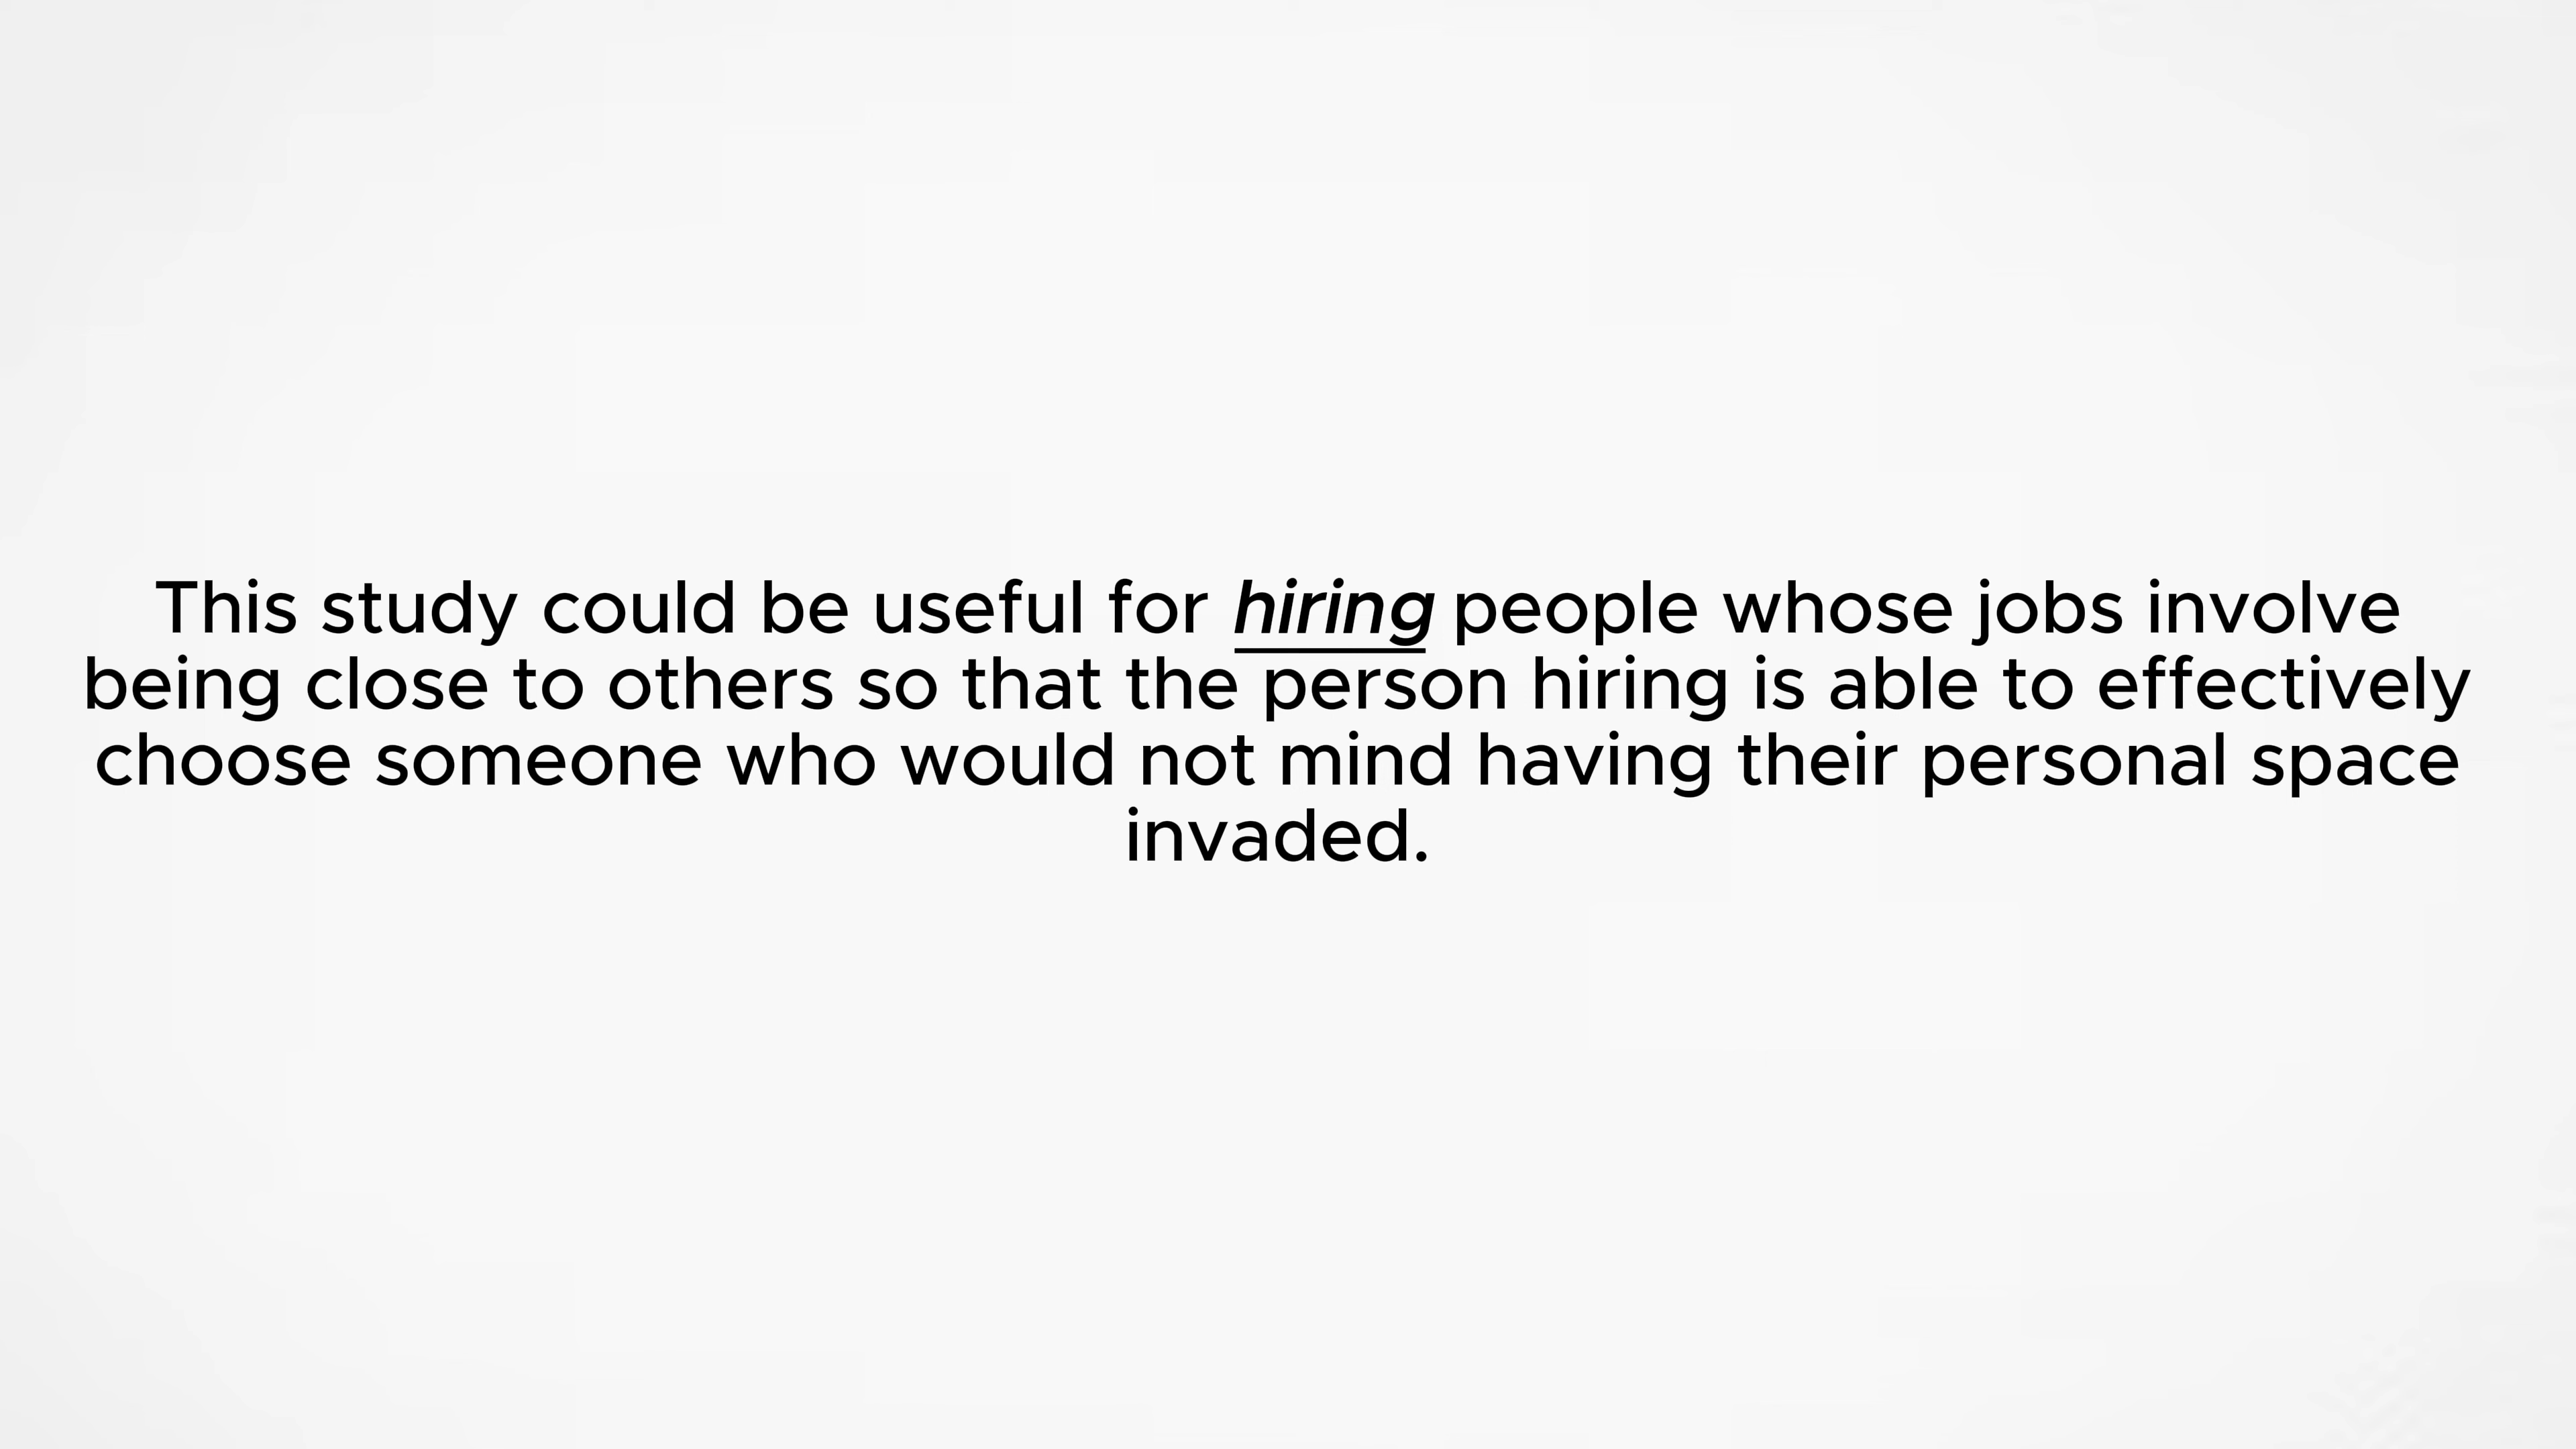 This study could be useful for hiring people whose jobs involve
being close to others so that the person hiring is able to effectively
choose someone who would not mind having their personal space
invaded.